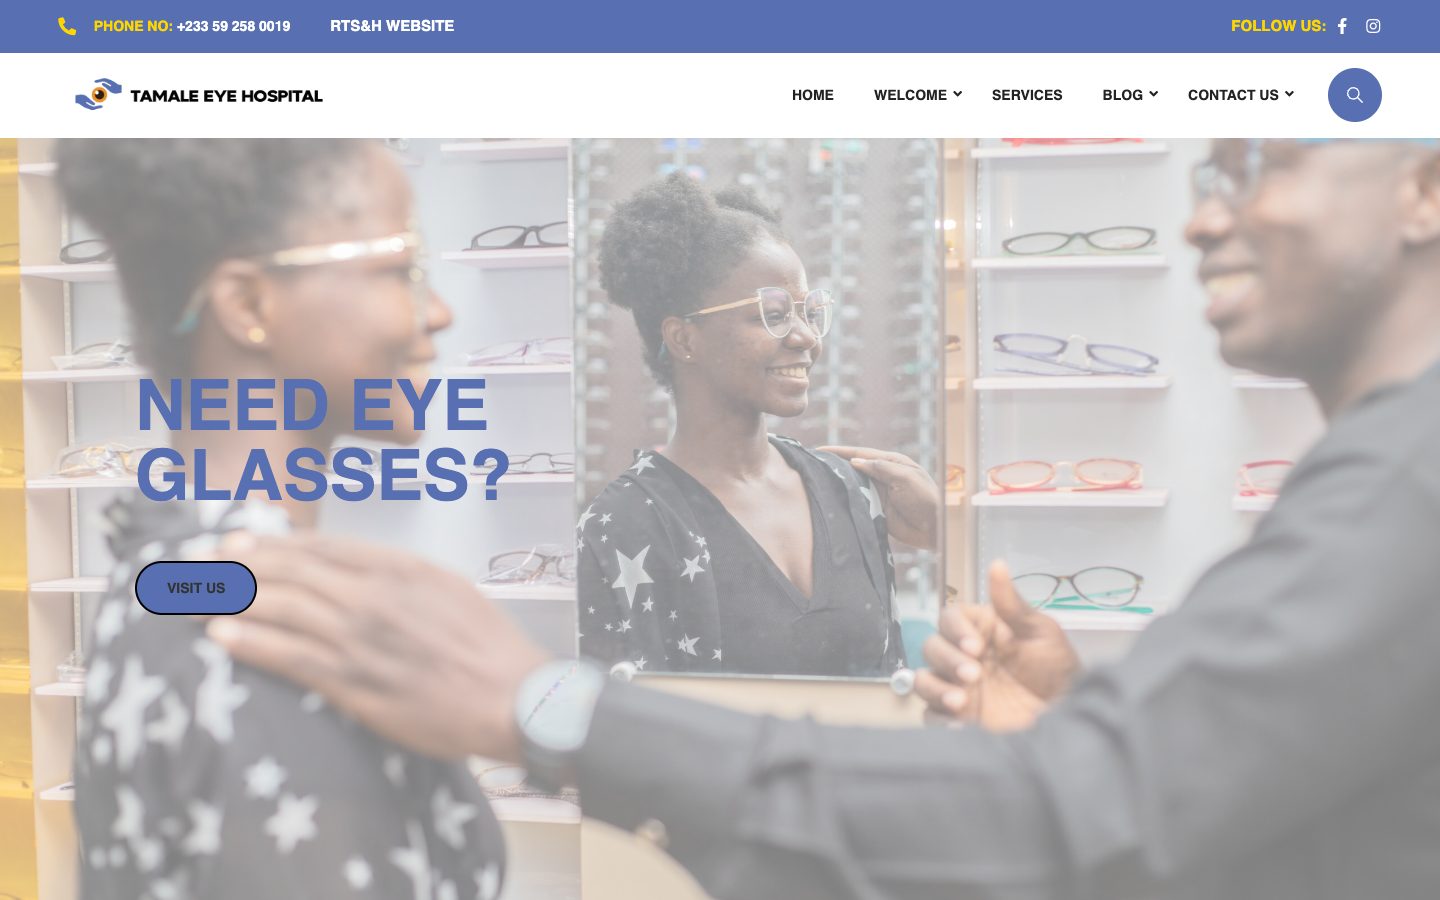 PHONE NO: +233 59 258 0019
RTS&H WEBSITE
FOLLOW US:
TAMALE EYE HOSPITAL
HOME
WELCOME
SERVICES
BLOG
CONTACT US
NEED EYE
GLASSES?
VISIT US